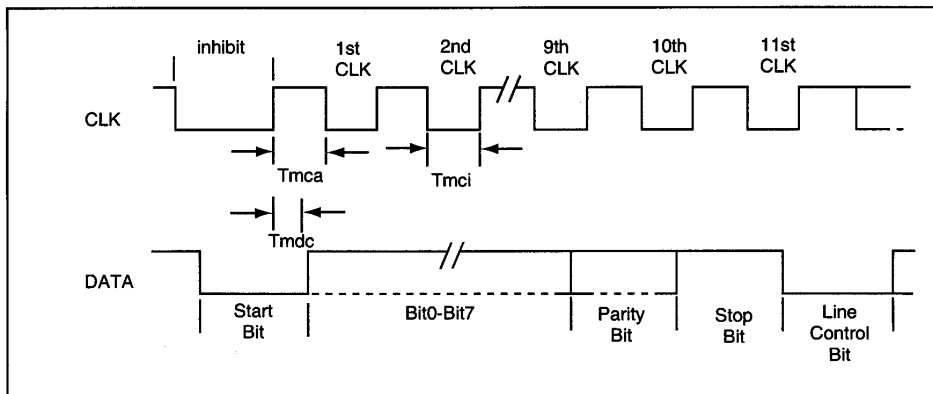 inhibit
1st
CLK
2nd
CLK
9th
CLK
10th
CLK
11st
CLK
CLK
Tmca
Tmci
Tmdc
DATA
Start
Bit
Bit0-Bit7
Parity
Bit
Stop
Bit
Line
Control
Bit